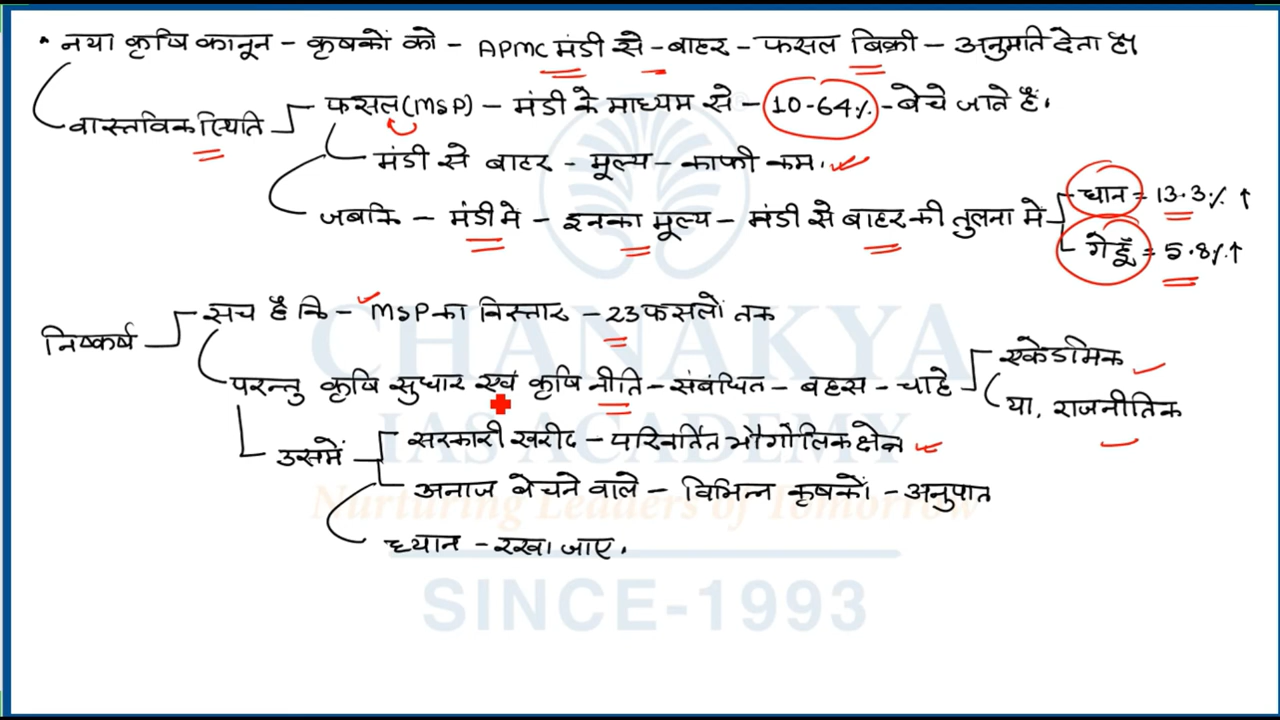 • नया कृषि कानून - कृषकों को - APMC मंडी से - बाहर - फसल बिक्री - अनुमति देता है।
वास्तविक स्थिति
फसल (MSP) - मंडी के माध्यम से - 10-64% - बेचे जाते हैं।
मंडी से बाहर - मूल्य - काफी कम.
जबकि - मंडी मे - इनका मूल्य - मंडी से बाहर की तुलना में
धान = 13.3% ↑
गेहूँ = 5.8% ↑
निष्कर्ष
सच है कि - MSP का विस्तार - 23 फसलों तक
परन्तु कृषि सुधार एवं कृषि नीति - संबंधित - बहस - चाहे
एकेडमिक
या, राजनीतिक
उसमें
सरकारी खरीद - परिवर्तित भौगोलिक क्षेत्र
अनाज बेचने वाले - विभिन्न कृषकों - अनुपात
ध्यान - रखा जाए.
CHANAKYA
IAS ACADEMY
Nurturing Leaders of Tomorrow
SINCE-1993